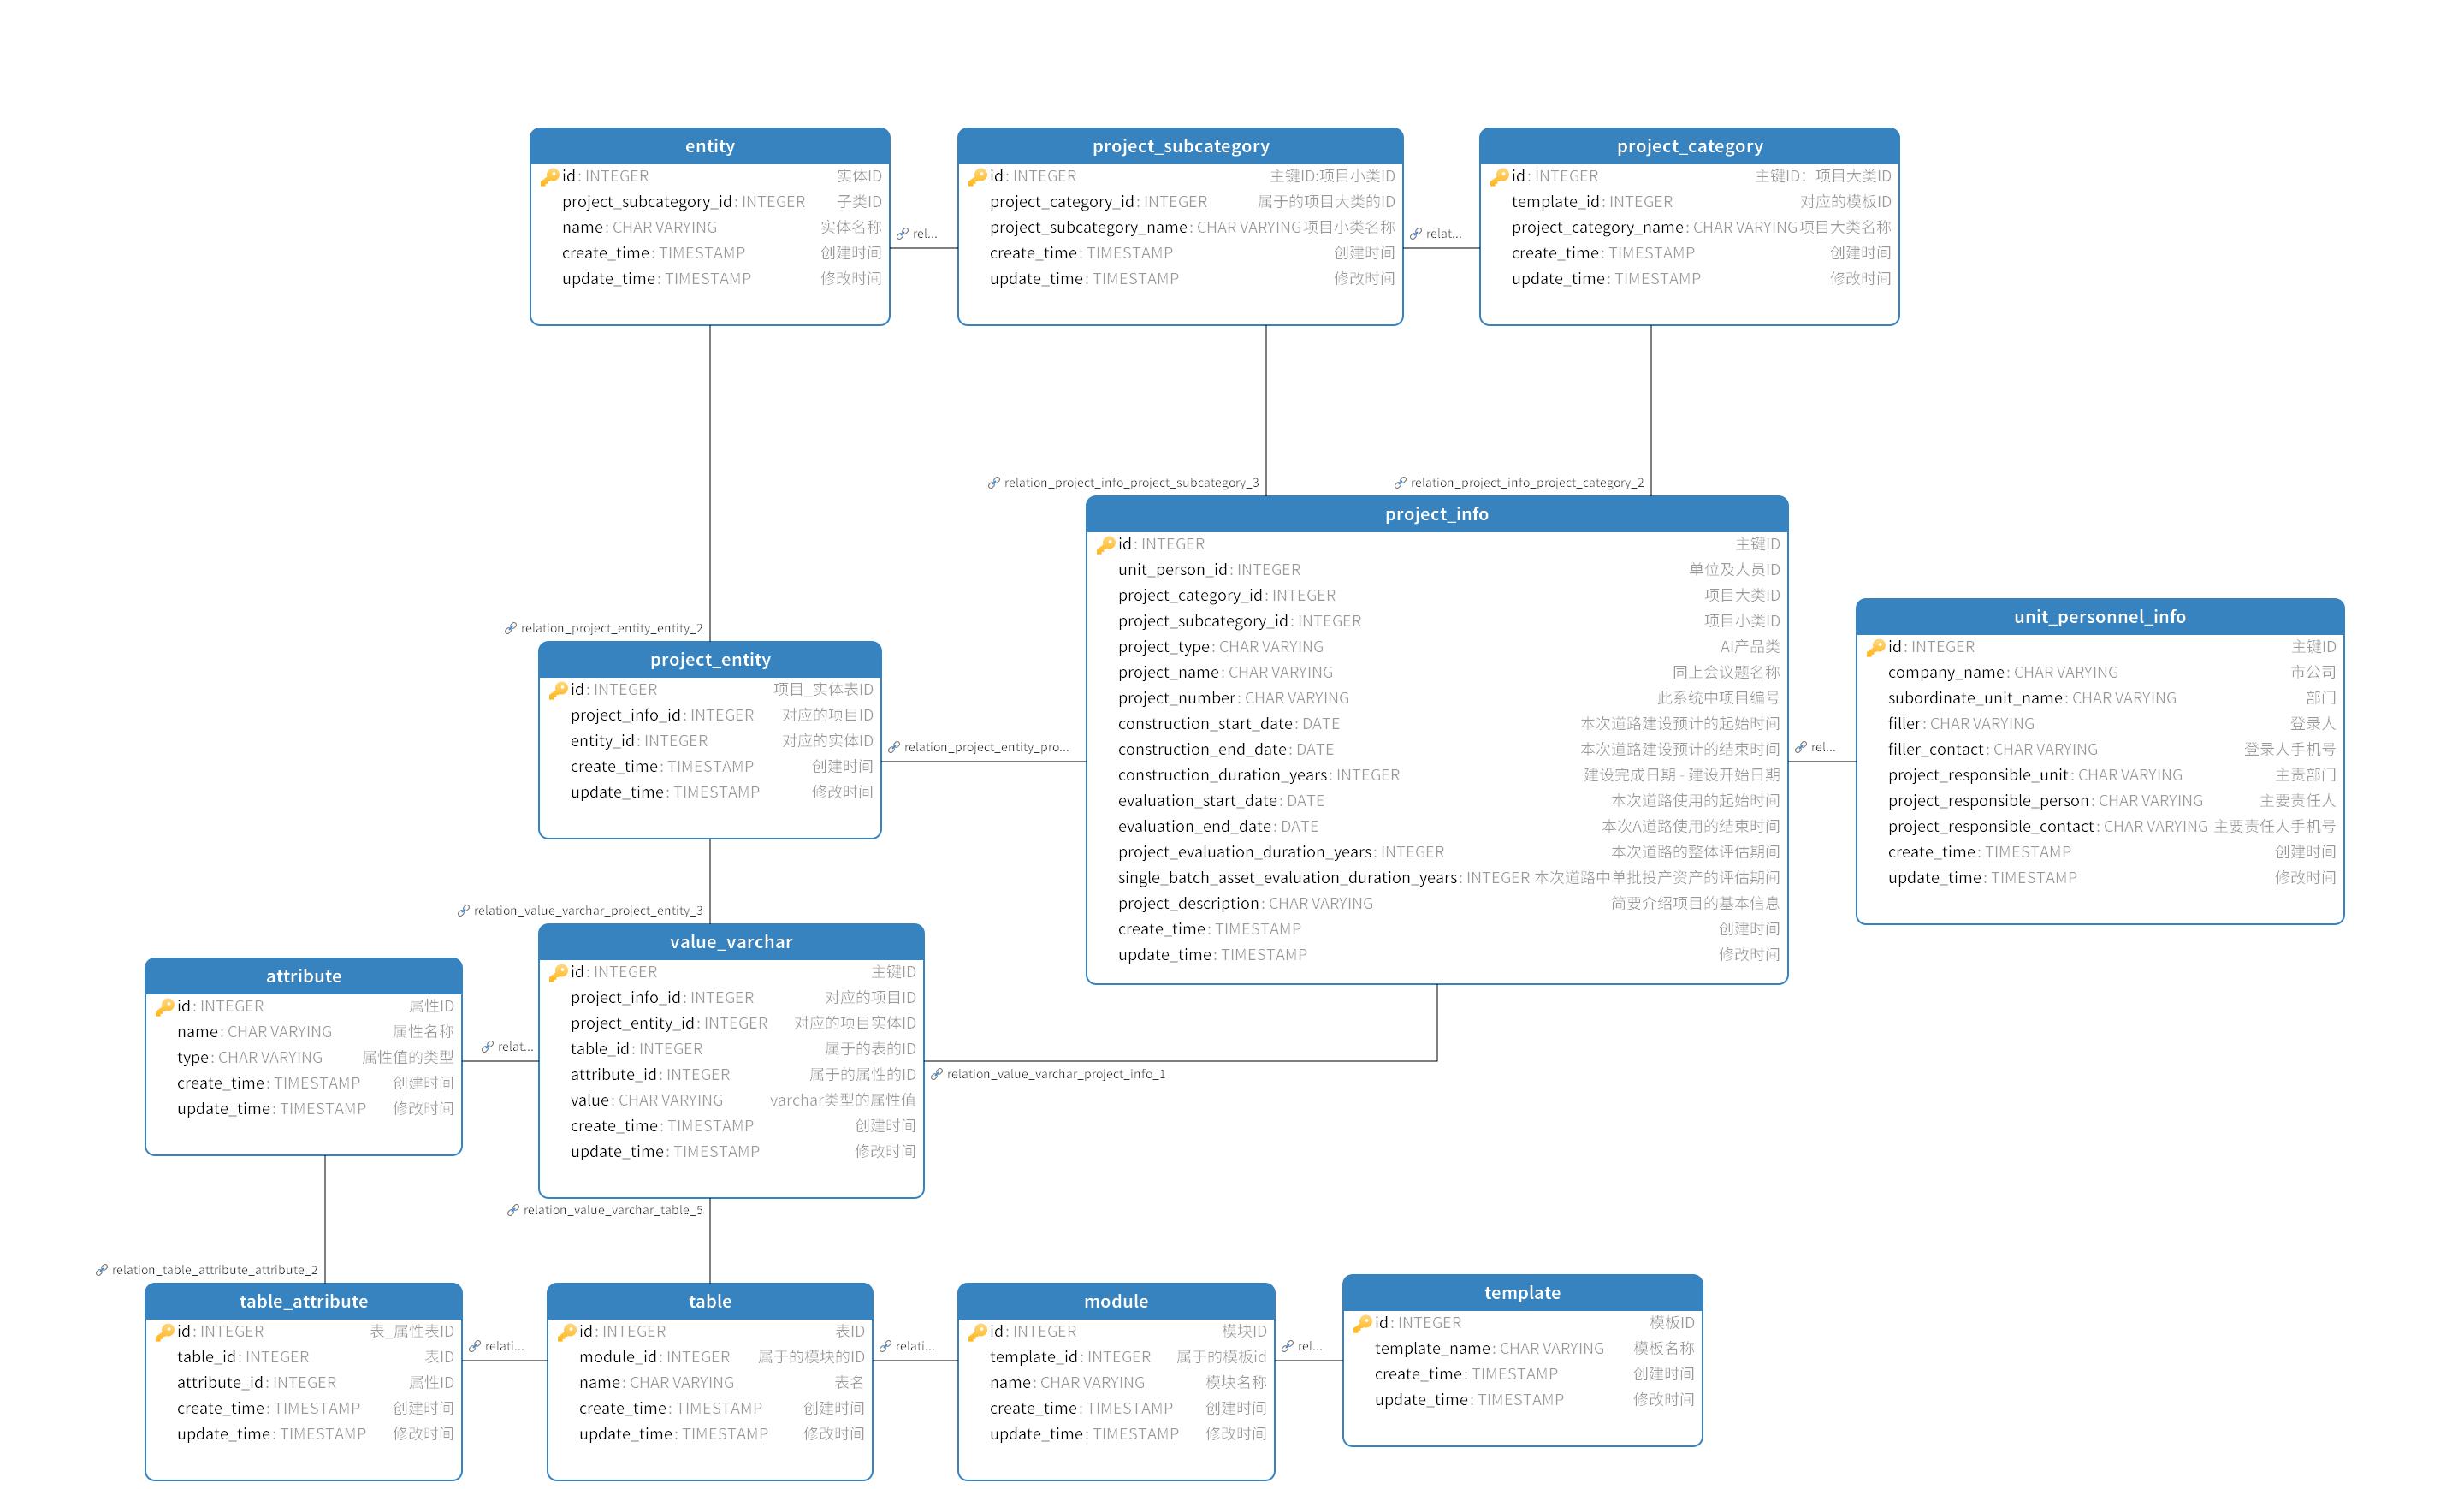 entity
id: INTEGER 实体ID
project_subcategory_id: INTEGER 子类ID
name: CHAR VARYING 实体名称
create_time: TIMESTAMP 创建时间
update_time: TIMESTAMP 修改时间
rel...
project_subcategory
id: INTEGER 主键ID:项目小类ID
project_category_id: INTEGER 属于的项目大类的ID
project_subcategory_name: CHAR VARYING 项目小类名称
create_time: TIMESTAMP 创建时间
update_time: TIMESTAMP 修改时间
relat...
project_category
id: INTEGER 主键ID：项目大类ID
template_id: INTEGER 对应的模板ID
project_category_name: CHAR VARYING 项目大类名称
create_time: TIMESTAMP 创建时间
update_time: TIMESTAMP 修改时间
relation_project_info_project_subcategory_3
relation_project_info_project_category_2
project_info
id: INTEGER 主键ID
unit_person_id: INTEGER 单位及人员ID
project_category_id: INTEGER 项目大类ID
project_subcategory_id: INTEGER 项目小类ID
project_type: CHAR VARYING AI产品类
project_name: CHAR VARYING 同上会议题名称
project_number: CHAR VARYING 此系统中项目编号
construction_start_date: DATE 本次道路建设预计的起始时间
construction_end_date: DATE 本次道路建设预计的结束时间
construction_duration_years: INTEGER 建设完成日期 - 建设开始日期
evaluation_start_date: DATE 本次道路使用的起始时间
evaluation_end_date: DATE 本次A道路使用的结束时间
project_evaluation_duration_years: INTEGER 本次道路的整体评估期间
single_batch_asset_evaluation_duration_years: INTEGER 本次道路中单批投产资产的评估期间
project_description: CHAR VARYING 简要介绍项目的基本信息
create_time: TIMESTAMP 创建时间
update_time: TIMESTAMP 修改时间
rel...
unit_personnel_info
id: INTEGER 主键ID
company_name: CHAR VARYING 市公司
subordinate_unit_name: CHAR VARYING 部门
filler: CHAR VARYING 登录人
filler_contact: CHAR VARYING 登录人手机号
project_responsible_unit: CHAR VARYING 主责部门
project_responsible_person: CHAR VARYING 主要责任人
project_responsible_contact: CHAR VARYING 主要责任人手机号
create_time: TIMESTAMP 创建时间
update_time: TIMESTAMP 修改时间
relation_project_entity_entity_2
project_entity
id: INTEGER 项目_实体表ID
project_info_id: INTEGER 对应的项目ID
entity_id: INTEGER 对应的实体ID
create_time: TIMESTAMP 创建时间
update_time: TIMESTAMP 修改时间
relation_project_entity_pro...
relation_value_varchar_project_entity_3
value_varchar
id: INTEGER 主键ID
project_info_id: INTEGER 对应的项目ID
project_entity_id: INTEGER 对应的项目实体ID
table_id: INTEGER 属于的表的ID
attribute_id: INTEGER 属于的属性的ID
value: CHAR VARYING varchar类型的属性值
create_time: TIMESTAMP 创建时间
update_time: TIMESTAMP 修改时间
relation_value_varchar_project_info_1
attribute
id: INTEGER 属性ID
name: CHAR VARYING 属性名称
type: CHAR VARYING 属性值的类型
create_time: TIMESTAMP 创建时间
update_time: TIMESTAMP 修改时间
relat...
relation_value_varchar_table_5
relation_table_attribute_attribute_2
table_attribute
id: INTEGER 表_属性表ID
table_id: INTEGER 表ID
attribute_id: INTEGER 属性ID
create_time: TIMESTAMP 创建时间
update_time: TIMESTAMP 修改时间
relati...
table
id: INTEGER 表ID
module_id: INTEGER 属于的模块的ID
name: CHAR VARYING 表名
create_time: TIMESTAMP 创建时间
update_time: TIMESTAMP 修改时间
relati...
module
id: INTEGER 模块ID
template_id: INTEGER 属于的模板id
name: CHAR VARYING 模块名称
create_time: TIMESTAMP 创建时间
update_time: TIMESTAMP 修改时间
rel...
template
id: INTEGER 模板ID
template_name: CHAR VARYING 模板名称
create_time: TIMESTAMP 创建时间
update_time: TIMESTAMP 修改时间